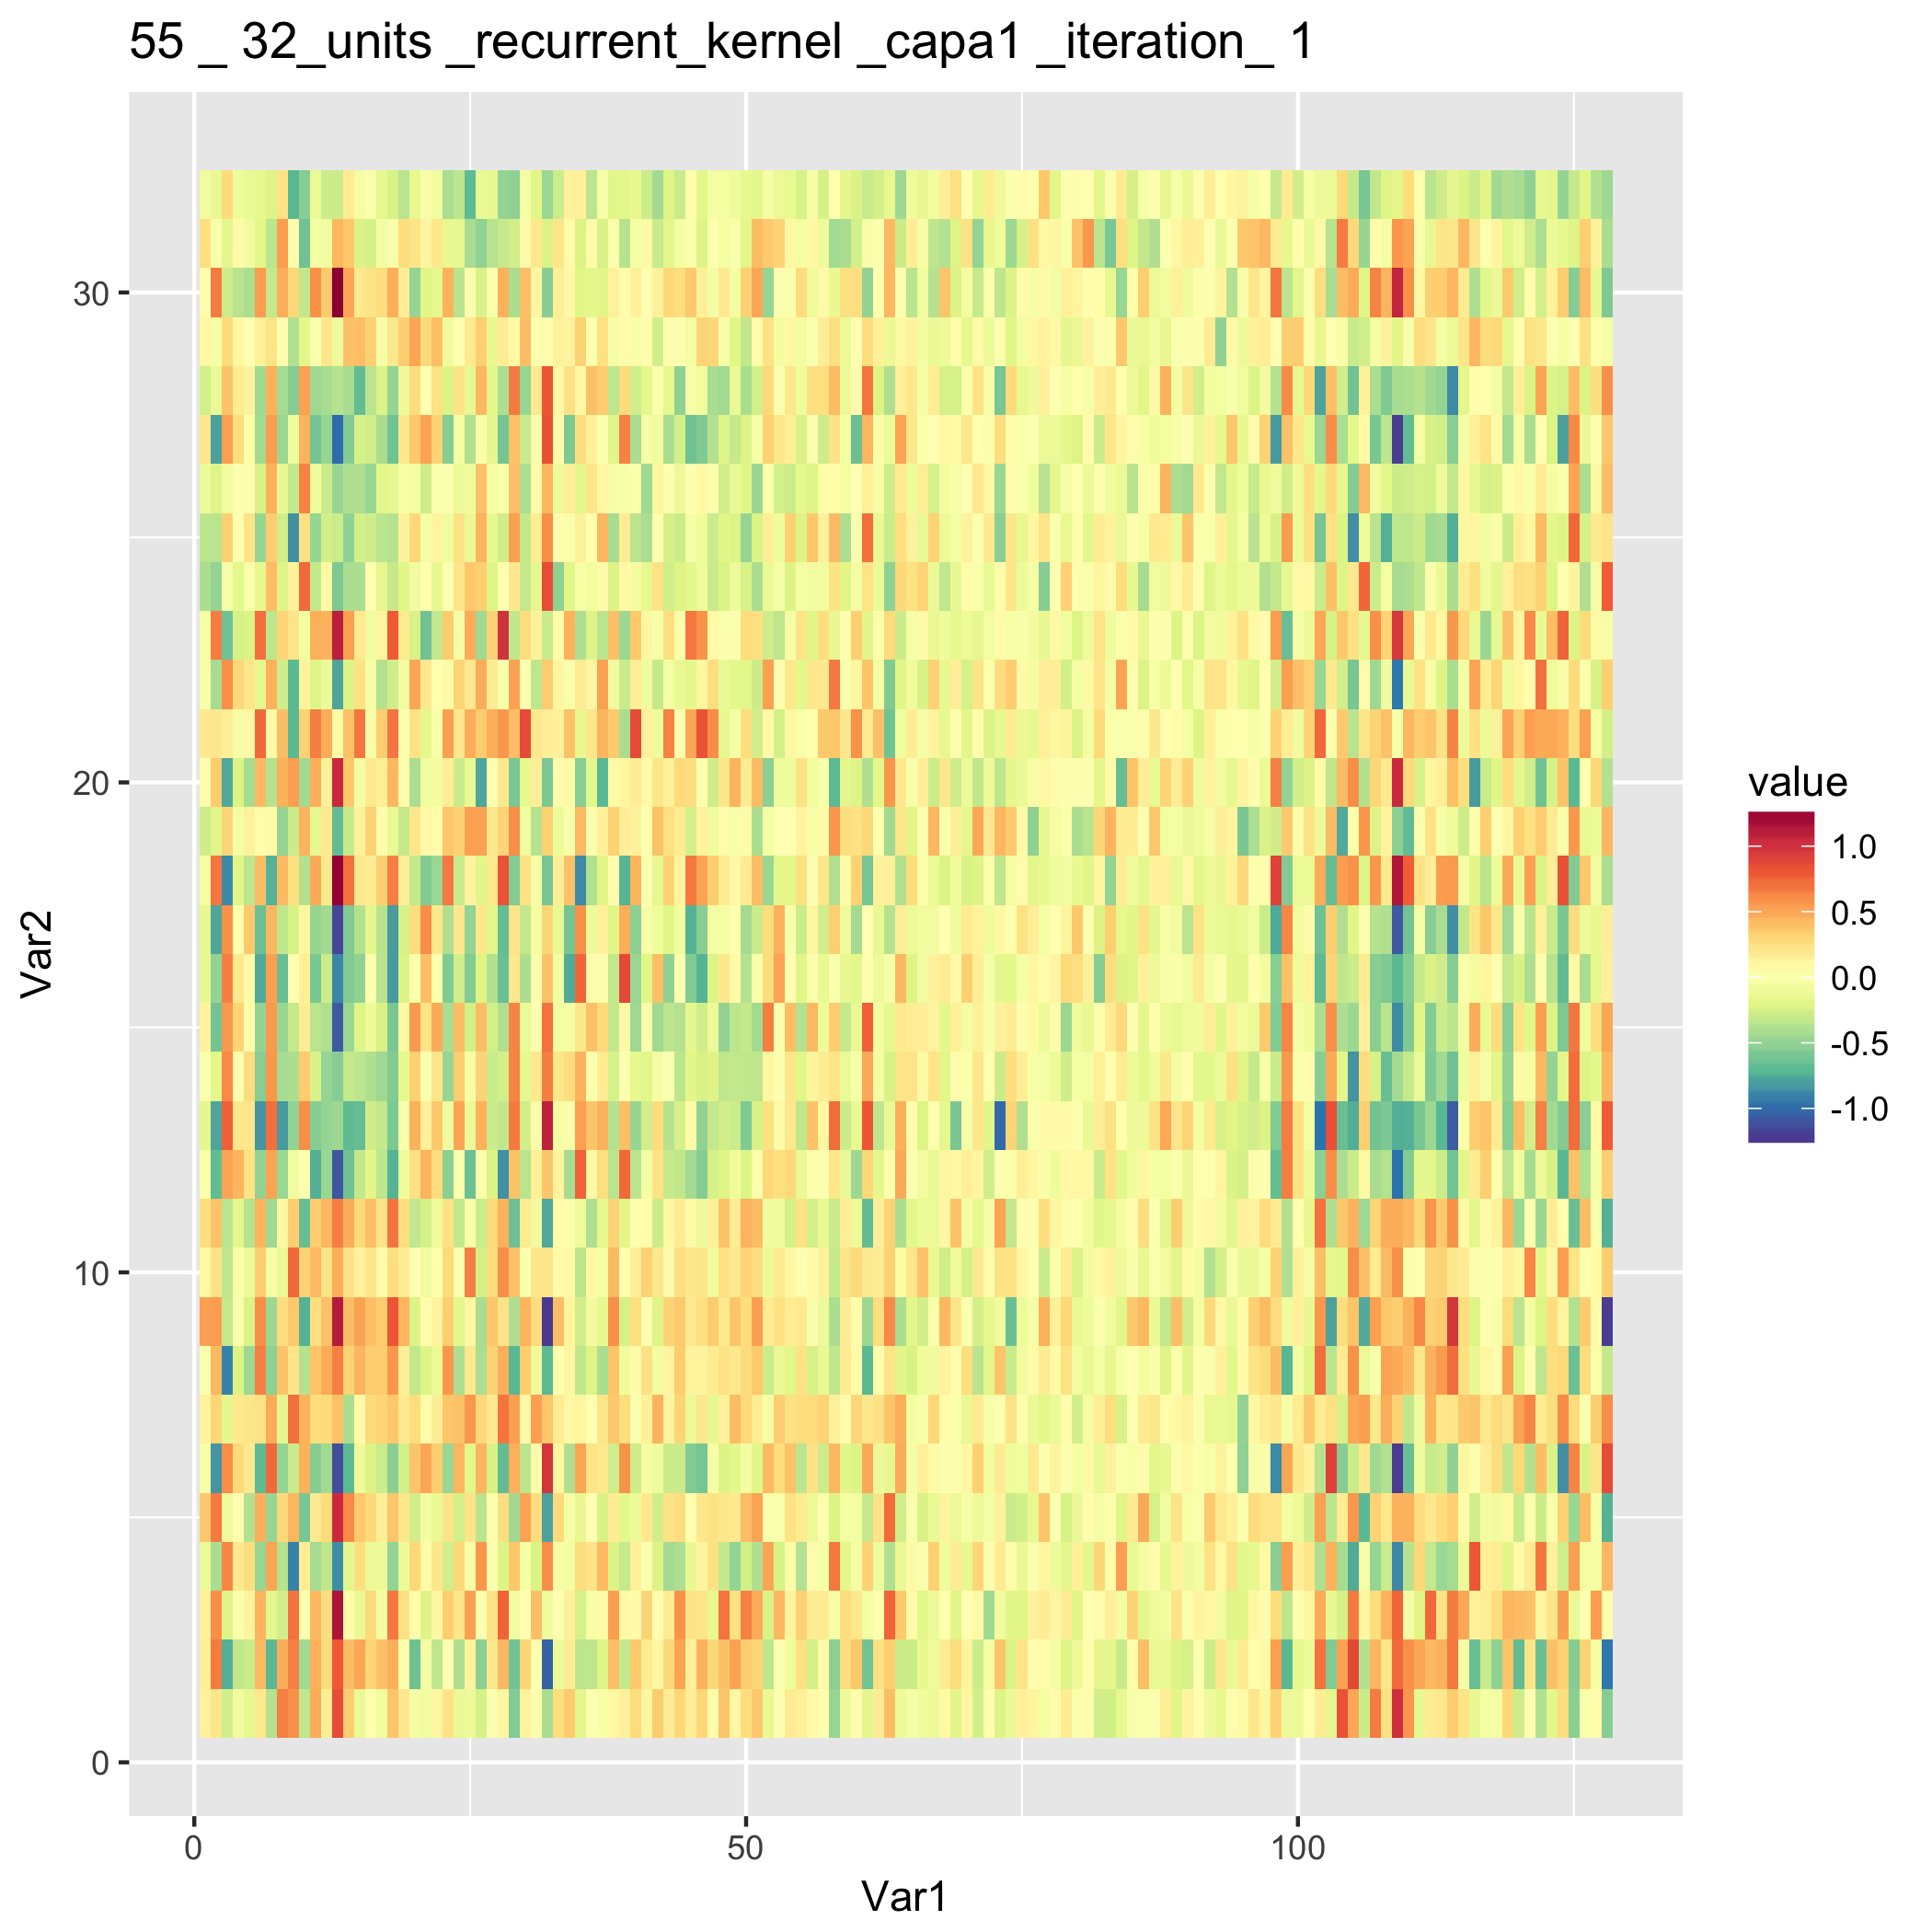 55 _ 32_units _recurrent_kernel _capa1 _iteration_ 1
30
20
10
0
Var2
0 50 100
Var1
value
1.0
0.5
0.0
-0.5
-1.0